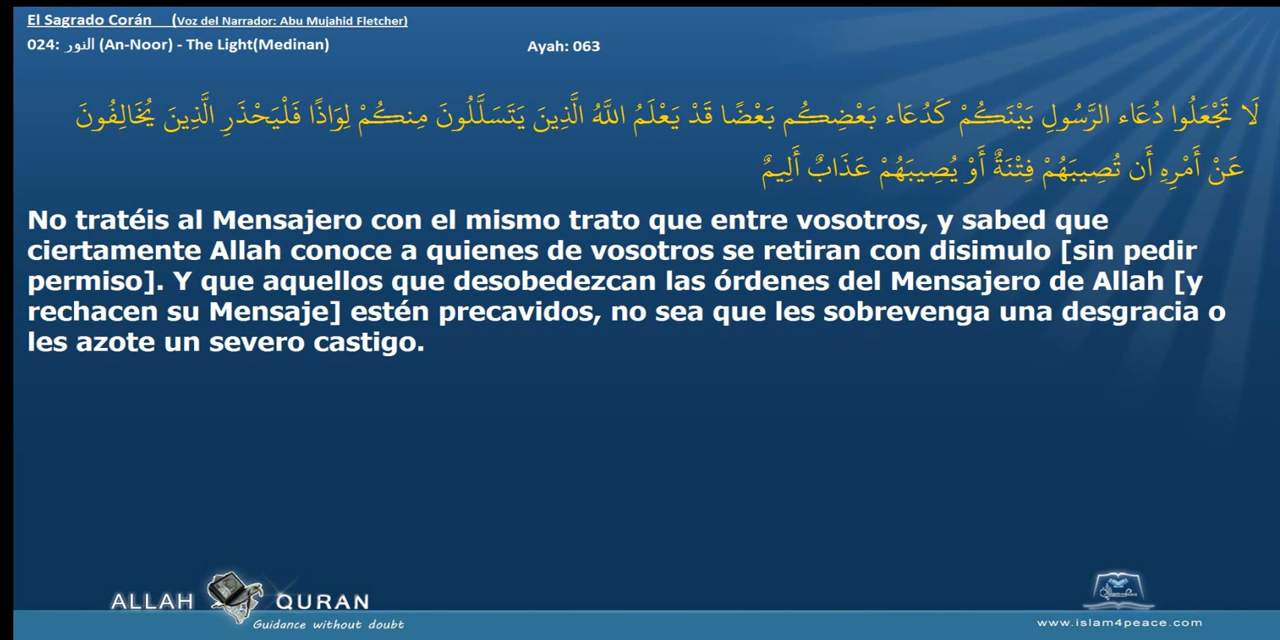 El Sagrado Corán (Voz del Narrador: Abu Mujahid Fletcher)
024: النور (An-Noor) - The Light(Medinan)
Ayah: 063
لَا تَجْعَلُوا دُعَاء الرَّسُولِ بَيْنَكُمْ كَدُعَاء بَعْضِكُم بَعْضًا قَدْ يَعْلَمُ اللَّهُ الَّذِينَ يَتَسَلَّلُونَ مِنكُمْ لِوَاذًا فَلْيَحْذَرِ الَّذِينَ يُخَالِفُونَ
عَنْ أَمْرِهِ أَن تُصِيبَهُمْ فِتْنَةٌ أَوْ يُصِيبَهُمْ عَذَابٌ أَلِيمٌ
No tratéis al Mensajero con el mismo trato que entre vosotros, y sabed que
ciertamente Allah conoce a quienes de vosotros se retiran con disimulo [sin pedir
permiso]. Y que aquellos que desobedezcan las órdenes del Mensajero de Allah [y
rechacen su Mensaje] estén precavidos, no sea que les sobrevenga una desgracia o
les azote un severo castigo.
ALLAH QURAN
Guidance without doubt
www.islam4peace.com